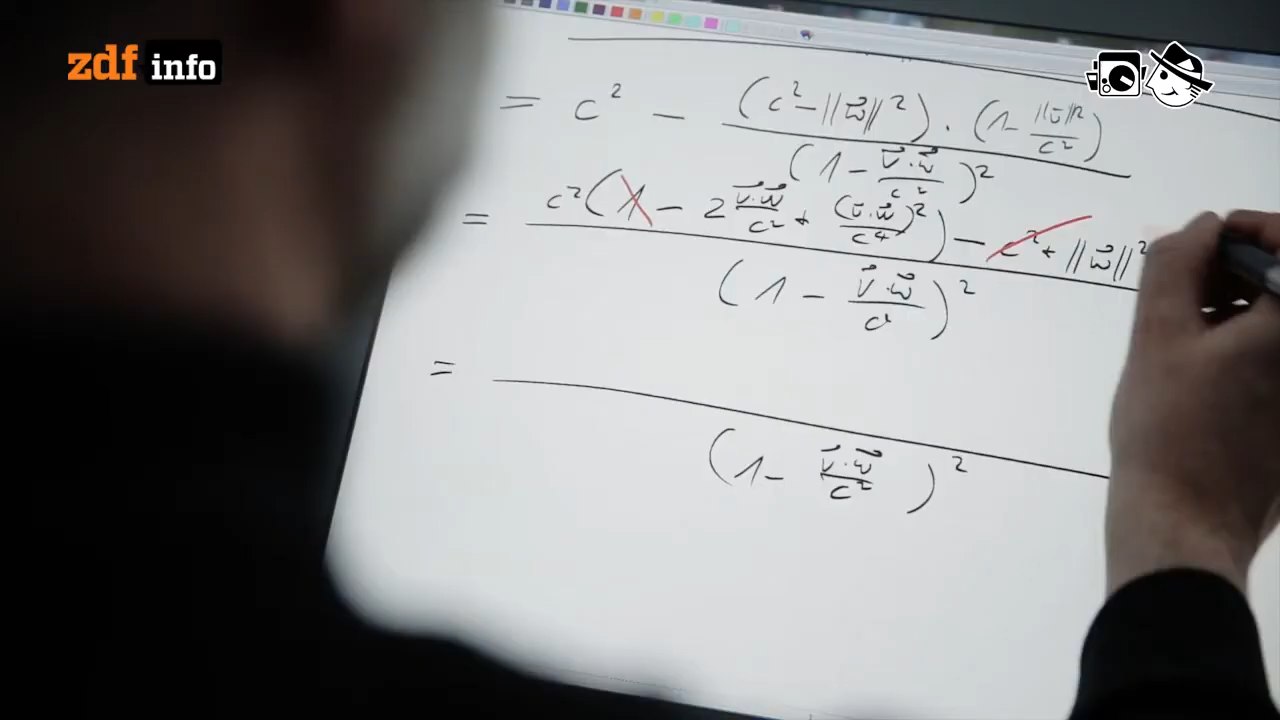 zdf info
= c² − (c² − ||w⃗||²) · (1 − ||v⃗||²/c²) / (1 − v⃗·w⃗/c²)²
= c²(1 − 2 v⃗·w⃗/c² + (v⃗·w⃗)²/c⁴) − c² + ||w⃗||² / (1 − v⃗·w⃗/c²)²
= / (1 − v⃗·w⃗/c²)²